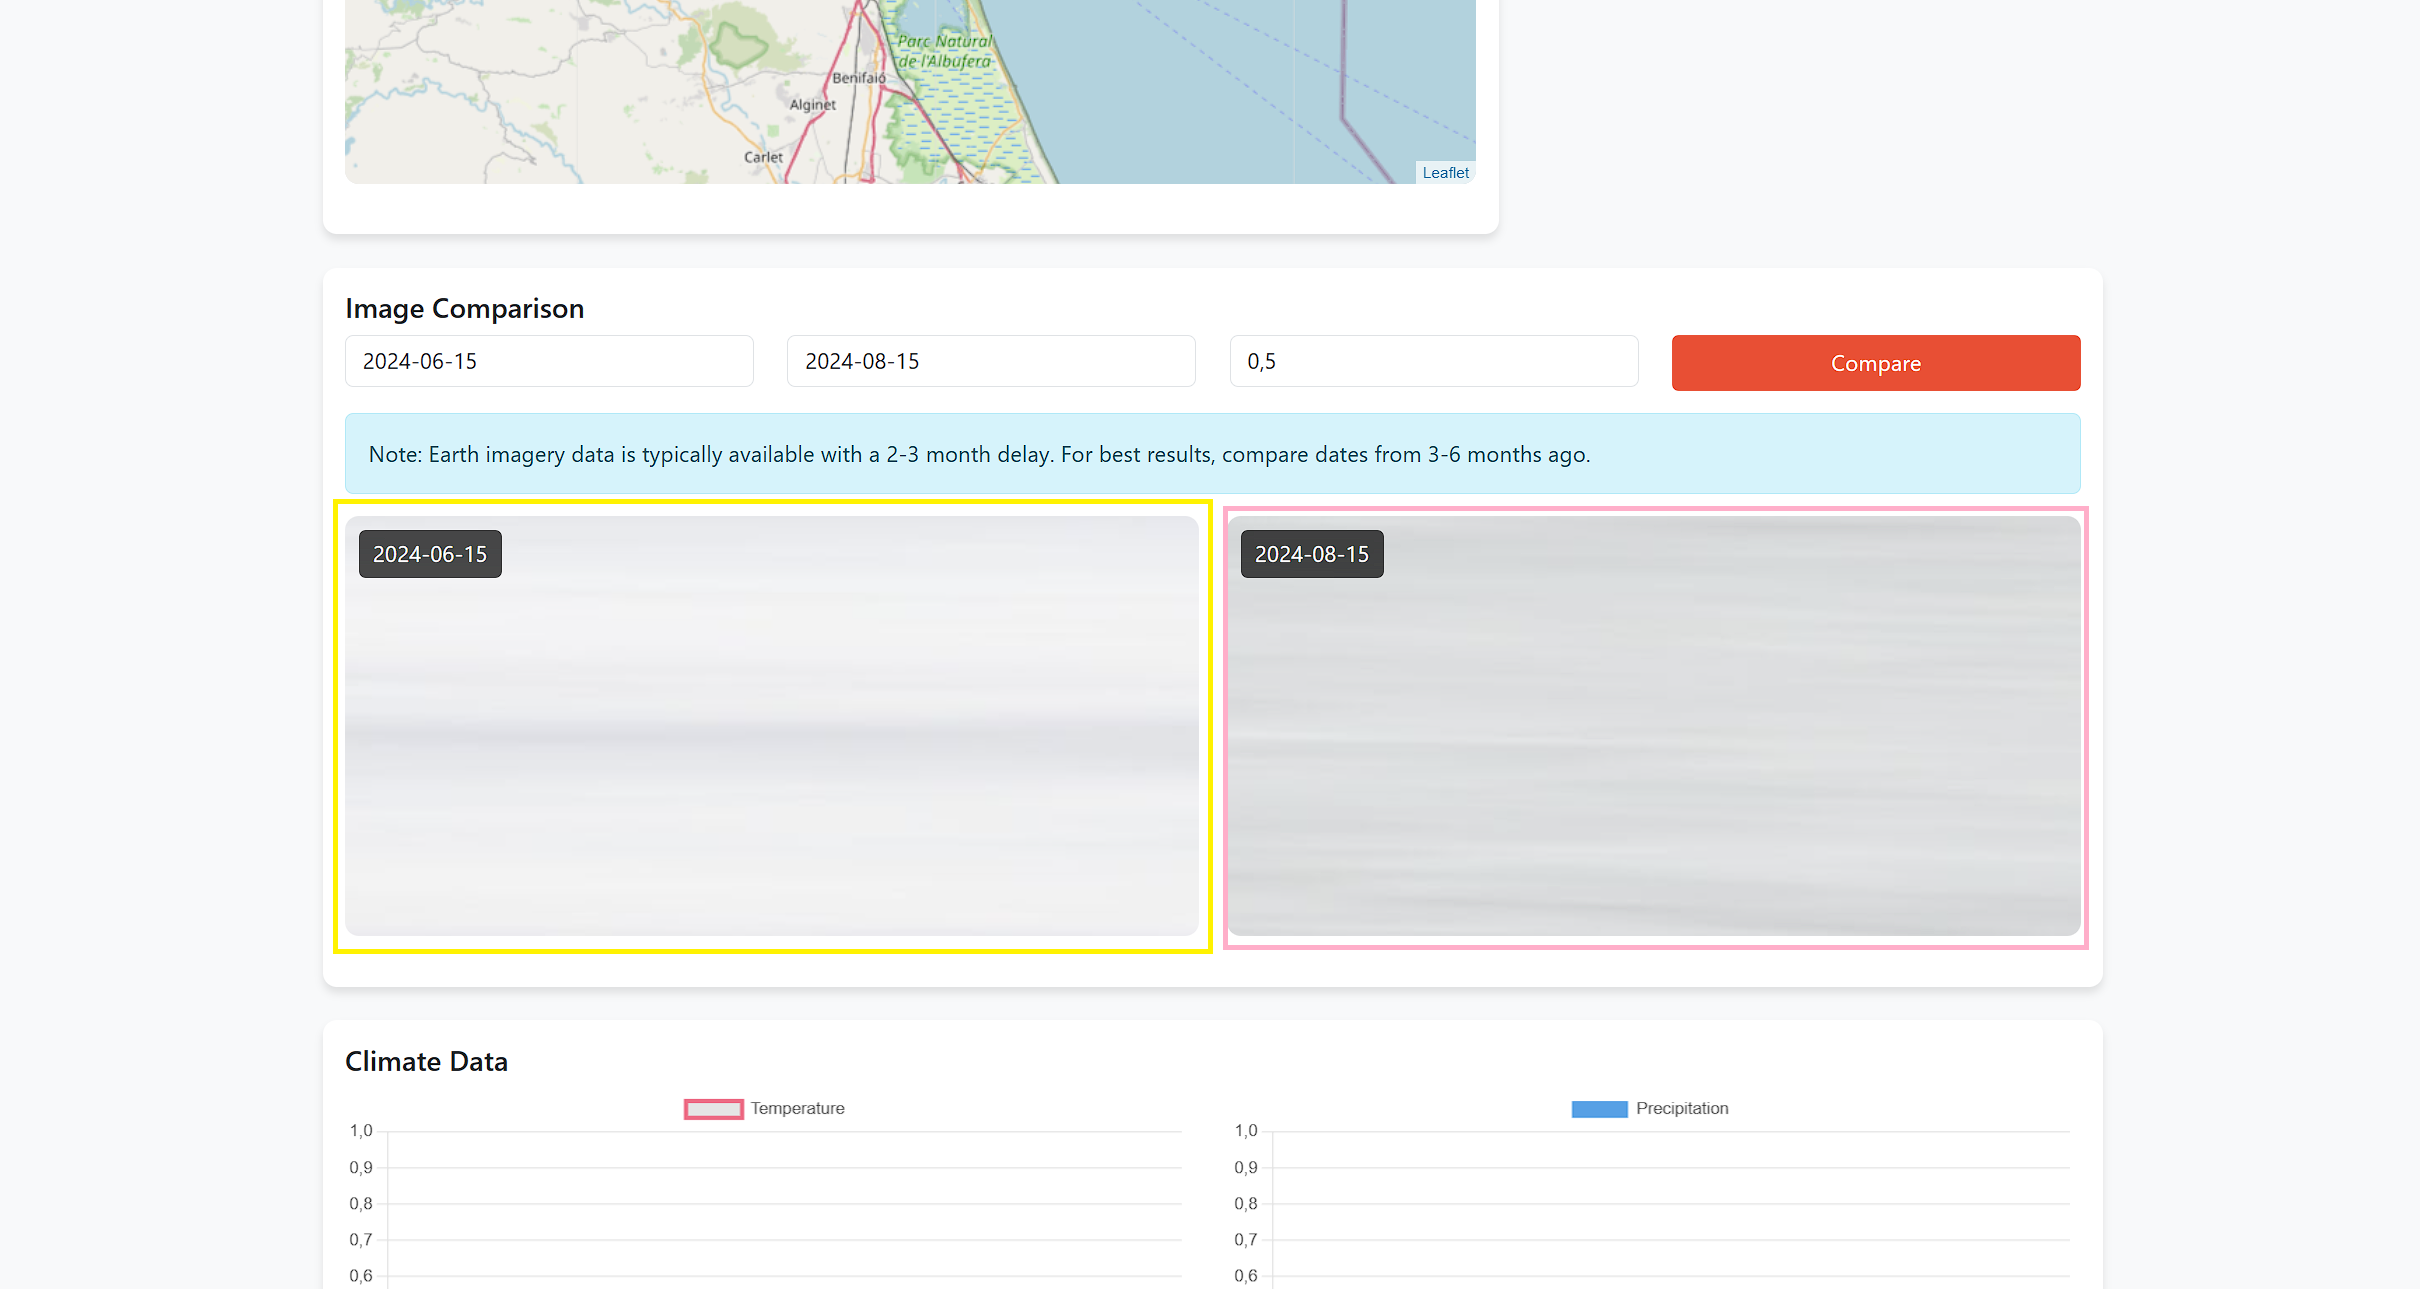 Parc Natural
de l'Albufera
Benifaió
Alginet
Carlet
Leaflet
Image Comparison
2024-06-15
2024-08-15
0,5
Compare
Note: Earth imagery data is typically available with a 2-3 month delay. For best results, compare dates from 3-6 months ago.
2024-06-15
2024-08-15
Climate Data
Temperature
1,0
0,9
0,8
0,7
0,6
Precipitation
1,0
0,9
0,8
0,7
0,6